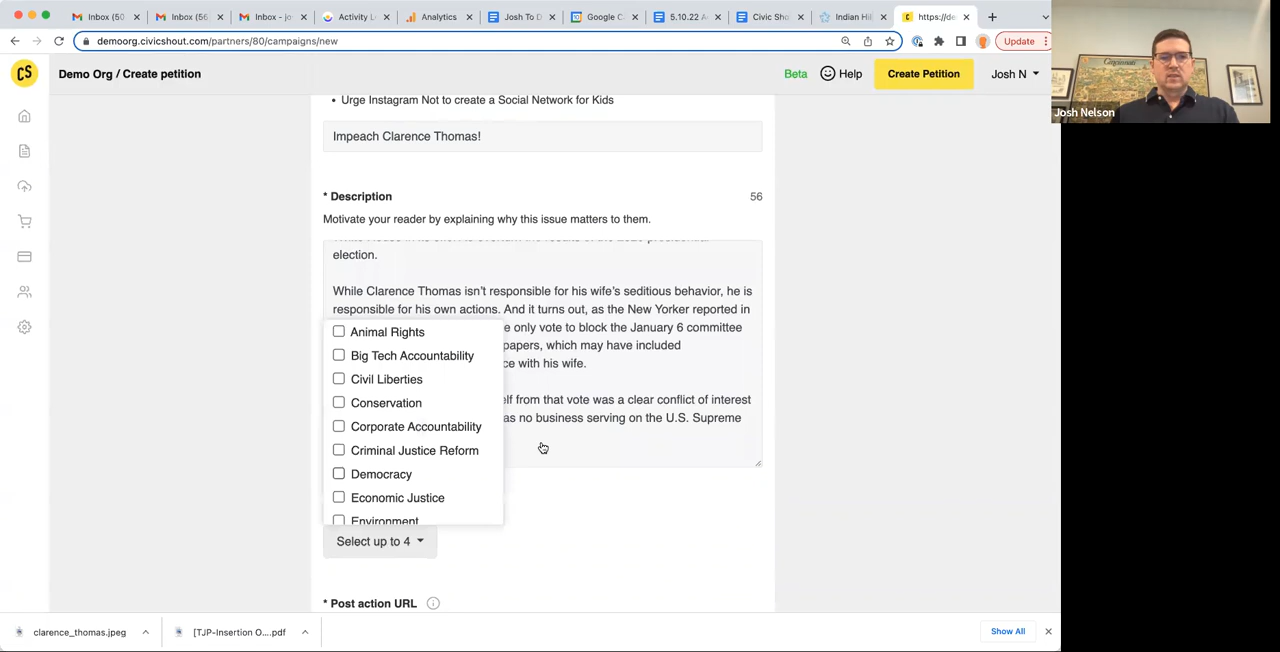 Inbox (50
Inbox (56
Inbox - jo
Activity L
Analytics
Josh To D
Google C
5.10.22 A
Civic Sho
Indian Hil
https://de
demoorg.civicshout.com/partners/80/campaigns/new
Update
CS
Demo Org / Create petition
Beta
Help
Create Petition
Josh N
Cincinnati
Josh Nelson
• Urge Instagram Not to create a Social Network for Kids
Impeach Clarence Thomas!
* Description
56
Motivate your reader by explaining why this issue matters to them.
election.
While Clarence Thomas isn't responsible for his wife's seditious behavior, he is
responsible for his own actions. And it turns out, as the New Yorker reported in
e only vote to block the January 6 committee
papers, which may have included
ce with his wife.
elf from that vote was a clear conflict of interest
as no business serving on the U.S. Supreme
Animal Rights
Big Tech Accountability
Civil Liberties
Conservation
Corporate Accountability
Criminal Justice Reform
Democracy
Economic Justice
Environment
Select up to 4
* Post action URL
clarence_thomas.jpeg
[TJP-Insertion O....pdf
Show All